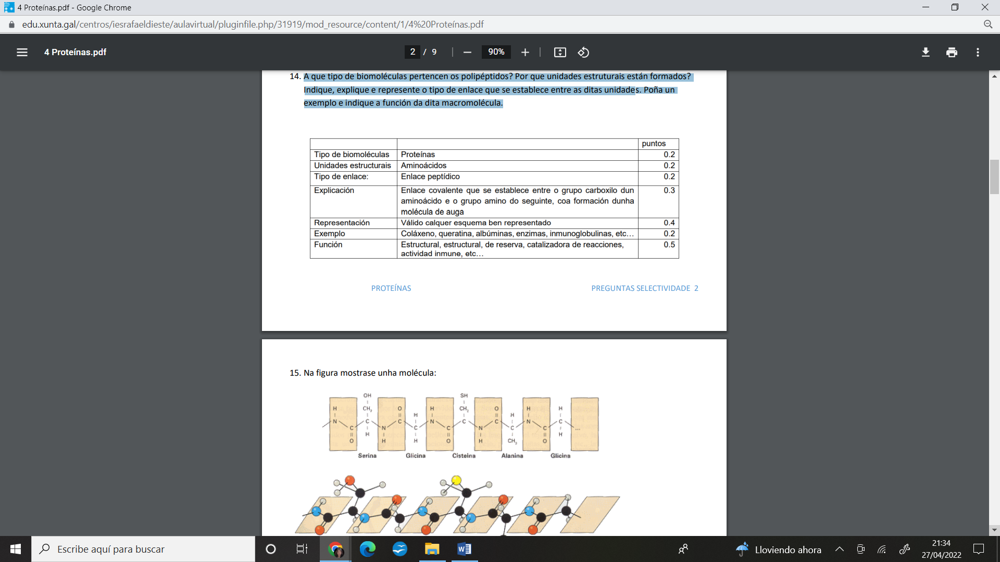 4 Proteínas.pdf - Google Chrome
edu.xunta.gal/centros/iesrafaeldieste/aulavirtual/pluginfile.php/31919/mod_resource/content/1/4%20Proteínas.pdf
4 Proteínas.pdf
2 / 9
90%
14. A que tipo de biomoléculas pertencen os polipéptidos? Por que unidades estruturais están formados?
Indique, explique e represente o tipo de enlace que se establece entre as ditas unidades. Poña un
exemplo e indique a función da dita macromolécula.
puntos
Tipo de biomoléculas Proteínas 0.2
Unidades estructurais Aminoácidos 0.2
Tipo de enlace: Enlace peptídico 0.2
Explicación Enlace covalente que se establece entre o grupo carboxilo dun 0.3
aminoácido e o grupo amino do seguinte, coa formación dunha
molécula de auga
Representación Válido calquer esquema ben representado 0.4
Exemplo Coláxeno, queratina, albúminas, enzimas, inmunoglobulinas, etc… 0.2
Función Estructural, estructural, de reserva, catalizadora de reacciones, 0.5
actividad inmune, etc…
PROTEÍNAS PREGUNTAS SELECTIVIDADE 2
15. Na figura mostrase unha molécula:
OH SH
H CH2 O H H CH2 O H H H
N C C C N C C C N C
C N C C N C C ...
O H H H O H CH3 O H
Serina Glicina Cisteina Alanina Glicina
Escribe aquí para buscar
Lloviendo ahora
21:34
27/04/2022